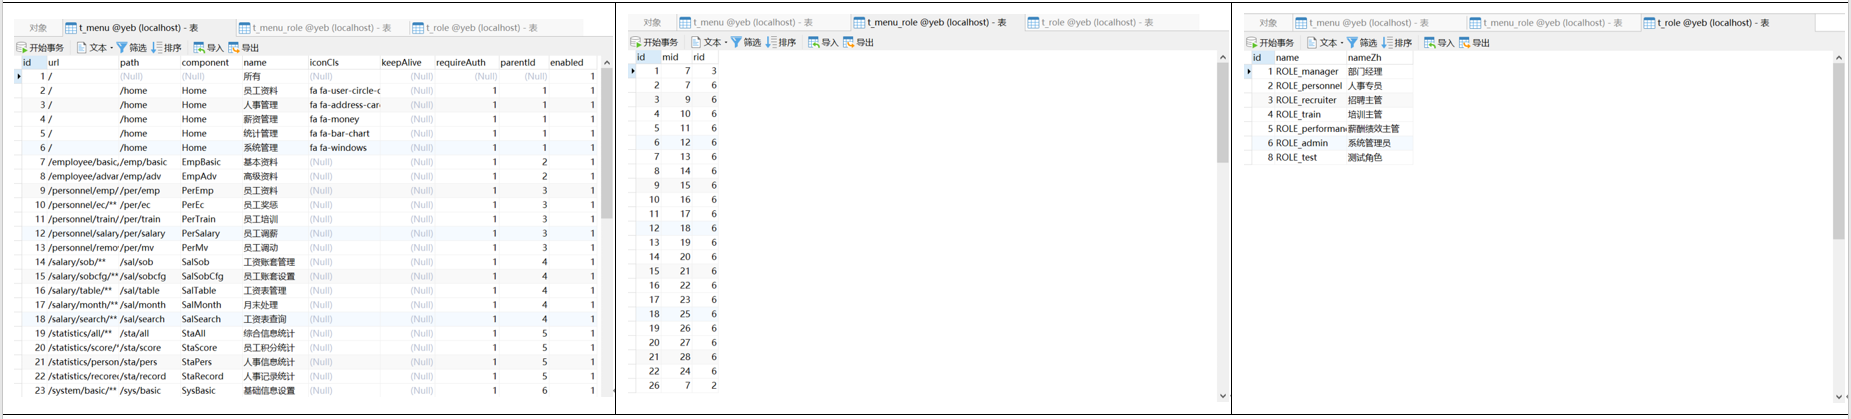 对象 t_menu @yeb (localhost) - 表 t_menu_role @yeb (localhost) - 表 t_role @yeb (localhost) - 表
开始事务 文本 筛选 排序 导入 导出
id url path component name iconCls keepAlive requireAuth parentId enabled
1 / (Null) (Null) 所有 (Null) (Null) (Null) 1
2 / /home Home 员工资料 fa fa-user-circle-c (Null) 1 1 1
3 / /home Home 人事管理 fa fa-address-car (Null) 1 1 1
4 / /home Home 薪资管理 fa fa-money (Null) 1 1 1
5 / /home Home 统计管理 fa fa-bar-chart (Null) 1 1 1
6 / /home Home 系统管理 fa fa-windows (Null) 1 1 1
7 /employee/basic, /emp/basic EmpBasic 基本资料 (Null) (Null) 1 2 1
8 /employee/advar /emp/adv EmpAdv 高级资料 (Null) (Null) 1 2 1
9 /personnel/emp/ /per/emp PerEmp 员工资料 (Null) (Null) 1 3 1
10 /personnel/ec/** /per/ec PerEc 员工奖惩 (Null) (Null) 1 3 1
11 /personnel/train/ /per/train PerTrain 员工培训 (Null) (Null) 1 3 1
12 /personnel/salary /per/salary PerSalary 员工调薪 (Null) (Null) 1 3 1
13 /personnel/remo /per/mv PerMv 员工调动 (Null) (Null) 1 3 1
14 /salary/sob/** /sal/sob SalSob 工资账套管理 (Null) (Null) 1 4 1
15 /salary/sobcfg/** /sal/sobcfg SalSobCfg 员工账套设置 (Null) (Null) 1 4 1
16 /salary/table/** /sal/table SalTable 工资表管理 (Null) (Null) 1 4 1
17 /salary/month/** /sal/month SalMonth 月末处理 (Null) (Null) 1 4 1
18 /salary/search/** /sal/search SalSearch 工资表查询 (Null) (Null) 1 4 1
19 /statistics/all/** /sta/all StaAll 综合信息统计 (Null) (Null) 1 5 1
20 /statistics/score/* /sta/score StaScore 员工积分统计 (Null) (Null) 1 5 1
21 /statistics/person /sta/pers StaPers 人事信息统计 (Null) (Null) 1 5 1
22 /statistics/recore /sta/record StaRecord 人事记录统计 (Null) (Null) 1 5 1
23 /system/basic/** /sys/basic SysBasic 基础信息设置 (Null) (Null) 1 6 1
对象 t_menu @yeb (localhost) - 表 t_menu_role @yeb (localhost) - 表 t_role @yeb (localhost) - 表
开始事务 文本 筛选 排序 导入 导出
id mid rid
1 7 3
2 7 6
3 9 6
4 10 6
5 11 6
6 12 6
7 13 6
8 14 6
9 15 6
10 16 6
11 17 6
12 18 6
13 19 6
14 20 6
15 21 6
16 22 6
17 23 6
18 25 6
19 26 6
20 27 6
21 28 6
22 24 6
26 7 2
对象 t_menu @yeb (localhost) - 表 t_menu_role @yeb (localhost) - 表 t_role @yeb (localhost) - 表
开始事务 文本 筛选 排序 导入 导出
id name nameZh
1 ROLE_manager 部门经理
2 ROLE_personnel 人事专员
3 ROLE_recruiter 招聘主管
4 ROLE_train 培训主管
5 ROLE_performan 薪酬绩效主管
6 ROLE_admin 系统管理员
8 ROLE_test 测试角色